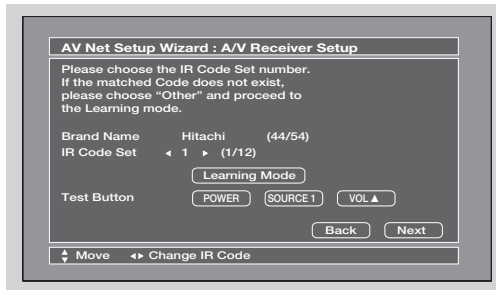 AV Net Setup Wizard : A/V Receiver Setup
Please choose the IR Code Set number.
If the matched Code does not exist,
please choose “Other” and proceed to
the Learning mode.
Brand Name Hitachi (44/54)
IR Code Set ◂ 1 ▸ (1/12)
Learning Mode
Test Button POWER SOURCE 1 VOL ▲
Back Next
▲▼ Move ◂▸ Change IR Code